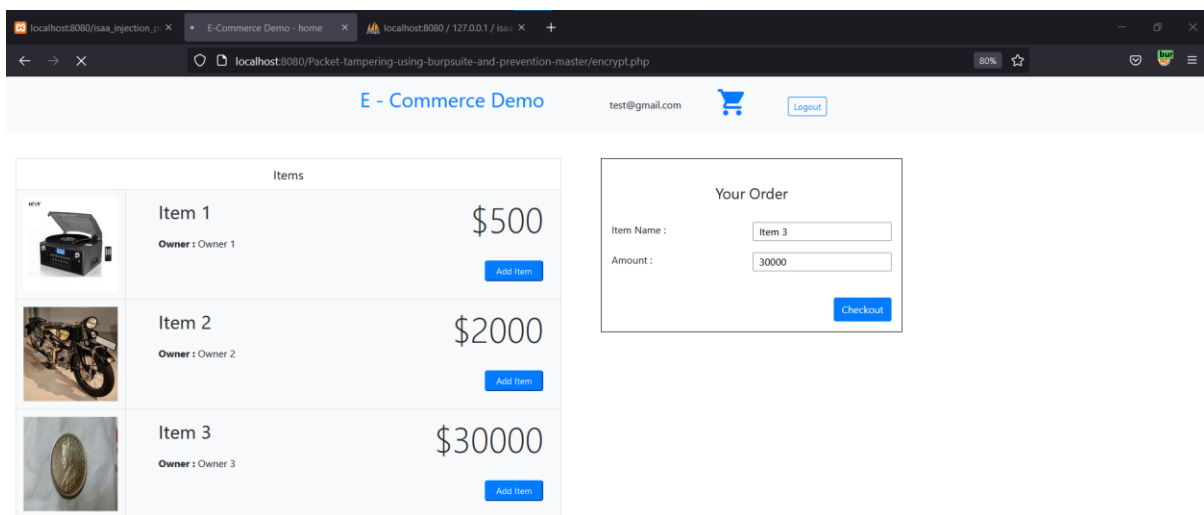 localhost:8080/isaa_injection_p
E-Commerce Demo - home
localhost:8080 / 127.0.0.1 / isaa
localhost:8080/Packet-tampering-using-burpsuite-and-prevention-master/encrypt.php
80%
bur
E - Commerce Demo
test@gmail.com
Logout
Items
Item 1
$500
Owner : Owner 1
Add Item
Item 2
$2000
Owner : Owner 2
Add Item
Item 3
$30000
Owner : Owner 3
Add Item
Your Order
Item Name :
Item 3
Amount :
30000
Checkout